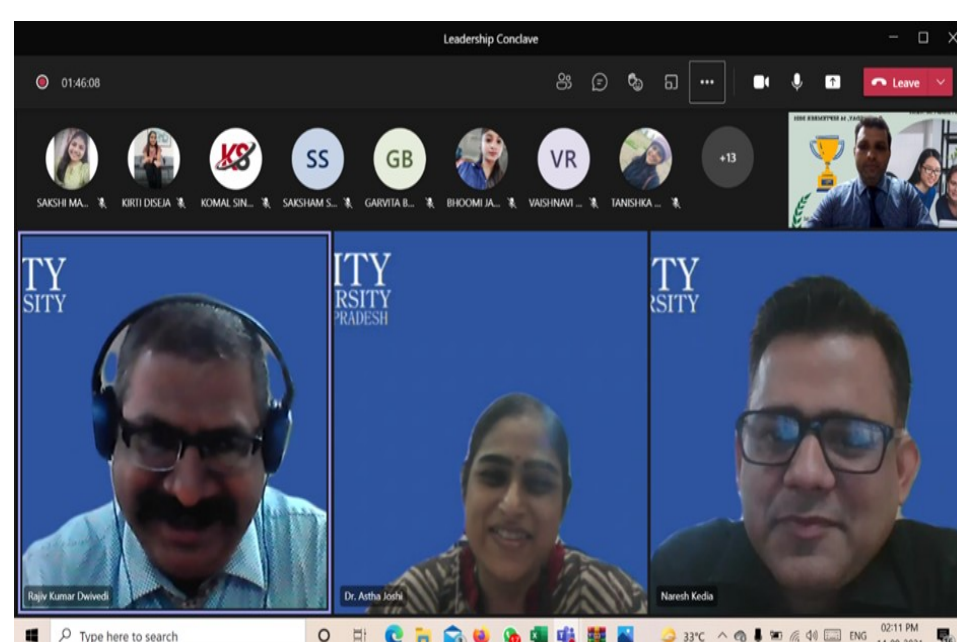 Leadership Conclave
01:46:08
Leave
SAKSHI MA...
KIRTI DISEJA
KS
KOMAL SIN...
SS
SAKSHAM S...
GB
GARVITA B...
BHOOMI JA...
VR
VAISHNAVI ...
TANISHKA ...
+13
TY
SITY
Rajiv Kumar Dwivedi
ITY
RSITY
PRADESH
Dr. Astha Joshi
TY
RSITY
Naresh Kedia
Type here to search
33°C
ENG
02:11 PM